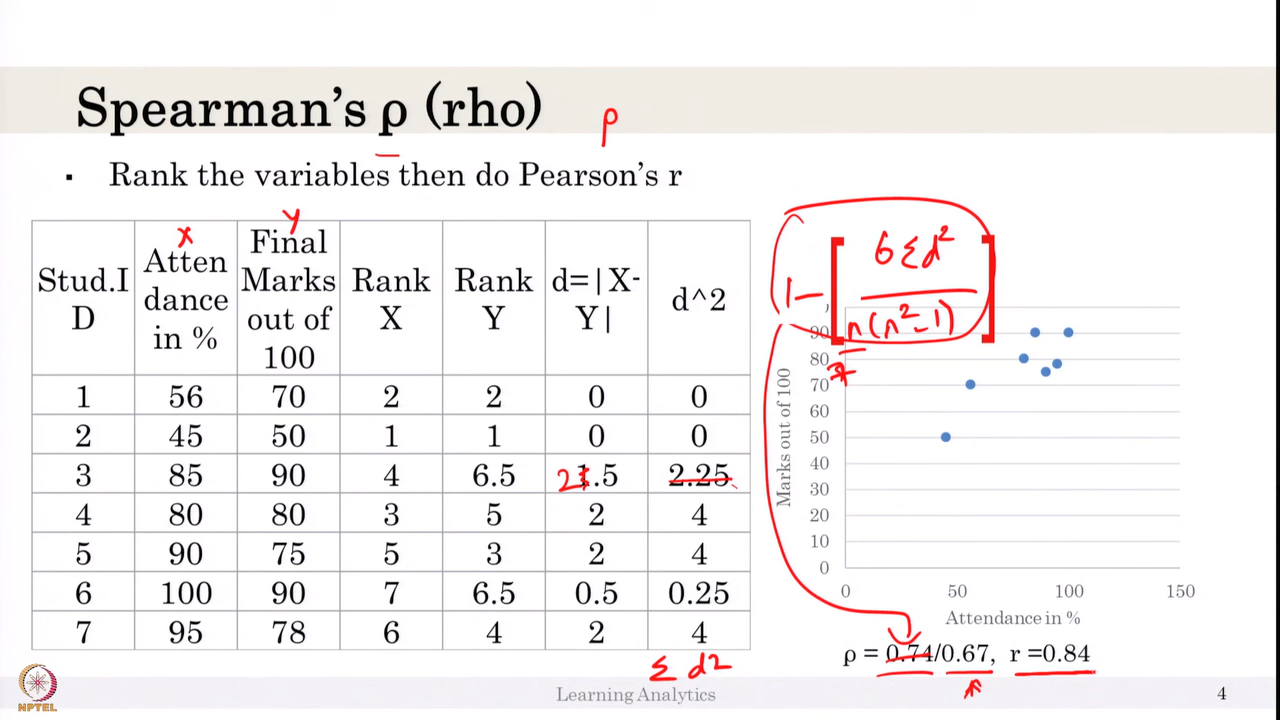 Spearman's ρ (rho) ρ
▪ Rank the variables then do Pearson's r
x
y
Stud.I
D
Atten
dance
in %
Final
Marks
out of
100
Rank
X
Rank
Y
d=|X-
Y|
d^2
1 56 70 2 2 0 0
2 45 50 1 1 0 0
3 85 90 4 6.5 2 1.5 2.25
4 80 80 3 5 2 4
5 90 75 5 3 2 4
6 100 90 7 6.5 0.5 0.25
7 95 78 6 4 2 4
Σ d2
1- [ 6Σd²
n(n²-1) ]
7
90
80
70
60
50
40
30
20
10
0
Marks out of 100
0 50 100 150
Attendance in %
ρ = 0.74/0.67, r =0.84
NPTEL
Learning Analytics
4